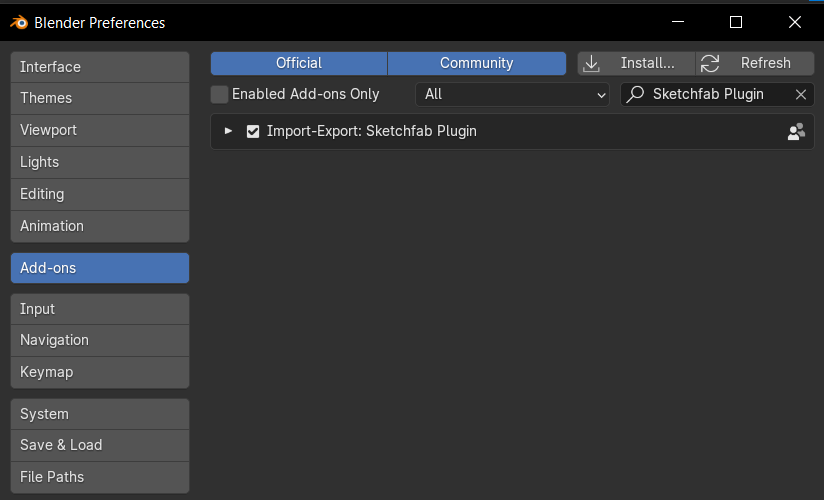 Blender Preferences
Interface
Themes
Viewport
Lights
Editing
Animation
Add-ons
Input
Navigation
Keymap
System
Save & Load
File Paths
Official Community Install... Refresh
Enabled Add-ons Only All Sketchfab Plugin
Import-Export: Sketchfab Plugin